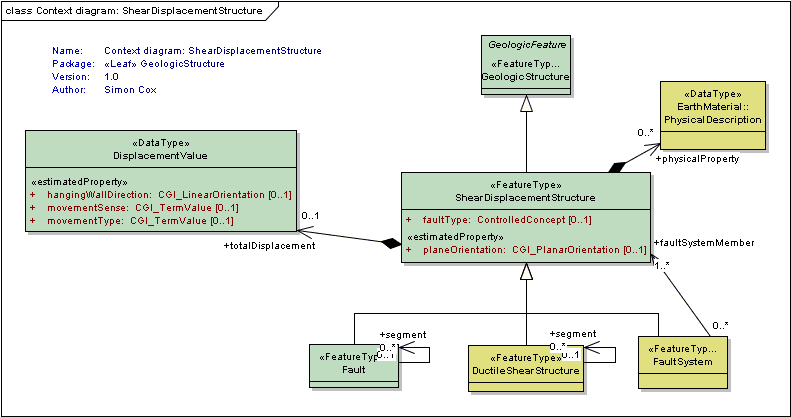 class Context diagram: ShearDisplacementStructure
Name: Context diagram: ShearDisplacementStructure
Package: «Leaf» GeologicStructure
Version: 1.0
Author: Simon Cox
GeologicFeature
«FeatureTyp...
GeologicStructure
«DataType»
EarthMaterial::
PhysicalDescription
0..*
+physicalProperty
«DataType»
DisplacementValue
«estimatedProperty»
+ hangingWallDirection: CGI_LinearOrientation [0..1]
+ movementSense: CGI_TermValue [0..1]
+ movementType: CGI_TermValue [0..1]
0..1
+totalDisplacement
«FeatureType»
ShearDisplacementStructure
+ faultType: ControlledConcept [0..1]
«estimatedProperty»
+ planeOrientation: CGI_PlanarOrientation [0..1]
+faultSystemMember
1..*
0..*
+segment
0..*
0..1
«FeatureTyp
Fault
+segment
0..*
0..1
«FeatureType»
DuctileShearStructure
«FeatureTyp...
FaultSystem